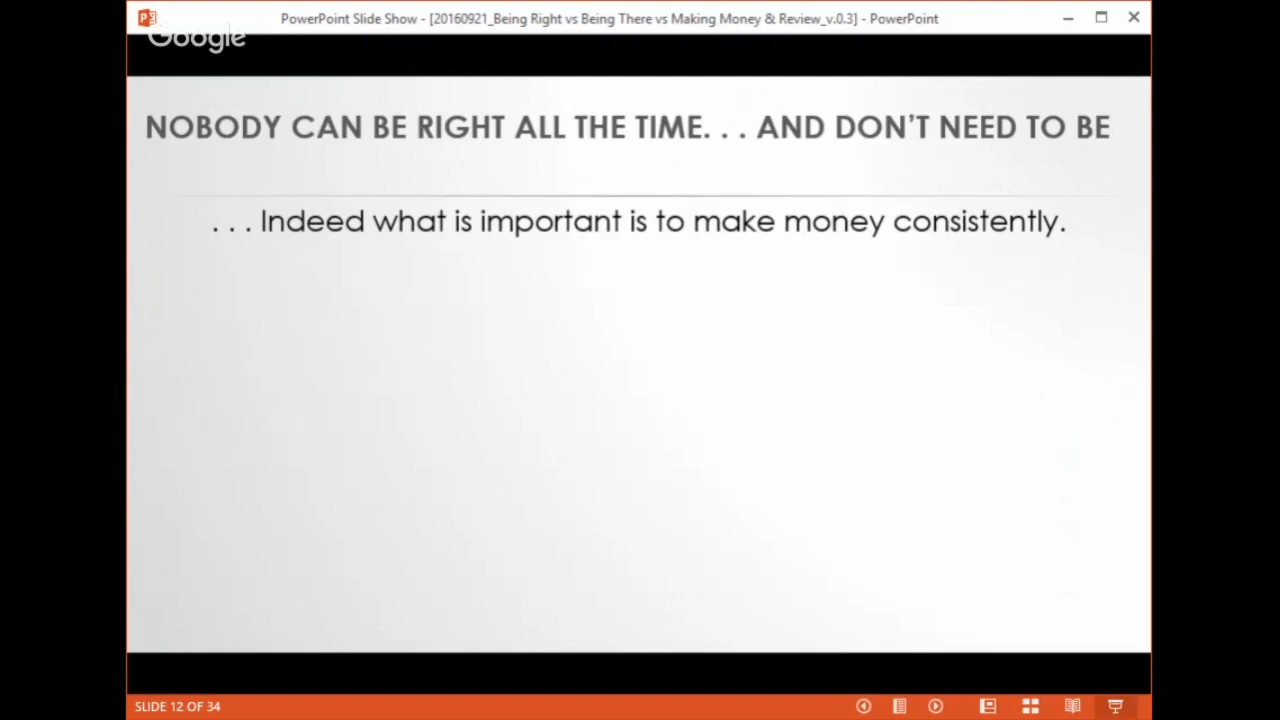 PowerPoint Slide Show - [20160921_Being Right vs Being There vs Making Money & Review_v.0.3] - PowerPoint
Google
NOBODY CAN BE RIGHT ALL THE TIME. . . AND DON'T NEED TO BE
. . . Indeed what is important is to make money consistently.
SLIDE 12 OF 34